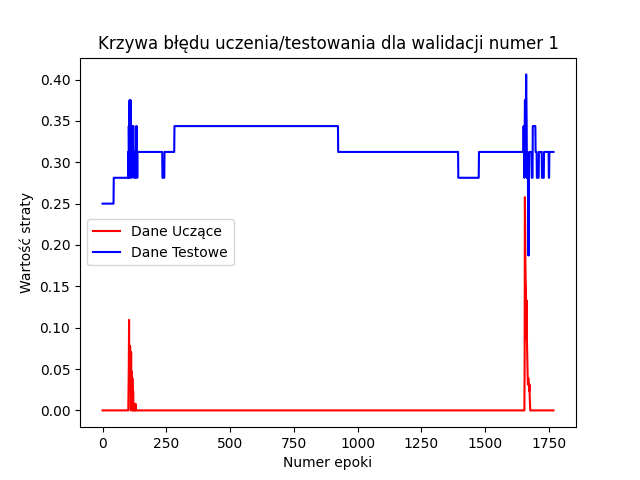 Krzywa błędu uczenia/testowania dla walidacji numer 1
0.40
0.35
0.30
0.25
0.20
0.15
0.10
0.05
0.00
Wartość straty
Dane Uczące
Dane Testowe
0 250 500 750 1000 1250 1500 1750
Numer epoki